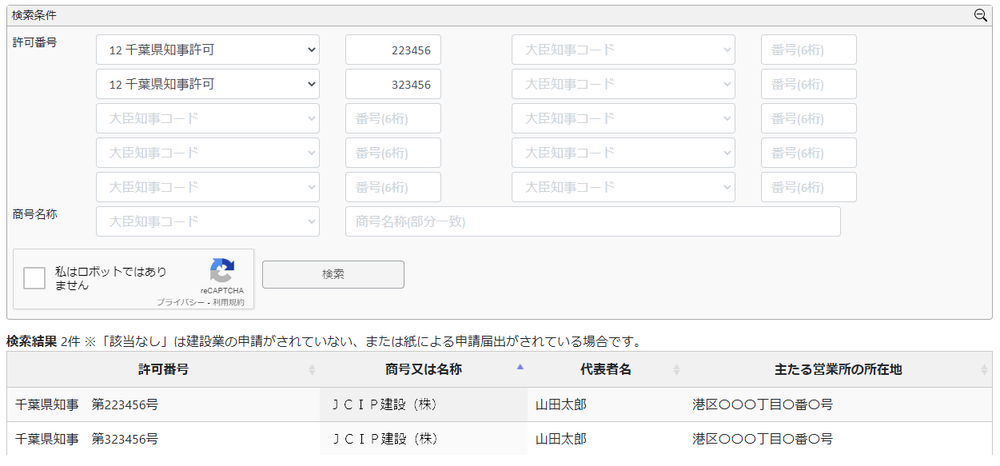 検索条件
許可番号 12 千葉県知事許可 223456 大臣知事コード 番号(6桁)
12 千葉県知事許可 323456 大臣知事コード 番号(6桁)
大臣知事コード 番号(6桁) 大臣知事コード 番号(6桁)
大臣知事コード 番号(6桁) 大臣知事コード 番号(6桁)
大臣知事コード 番号(6桁) 大臣知事コード 番号(6桁)
商号名称 大臣知事コード 商号名称(部分一致)
私はロボットではあり
ません
reCAPTCHA
プライバシー - 利用規約
検索
検索結果 2件 ※「該当なし」は建設業の申請がされていない、または紙による申請届出がされている場合です。
許可番号 商号又は名称 代表者名 主たる営業所の所在地
千葉県知事　第223456号 ＪＣＩＰ建設（株） 山田太郎 港区〇〇〇丁目〇番〇号
千葉県知事　第323456号 ＪＣＩＰ建設（株） 山田太郎 港区〇〇〇丁目〇番〇号